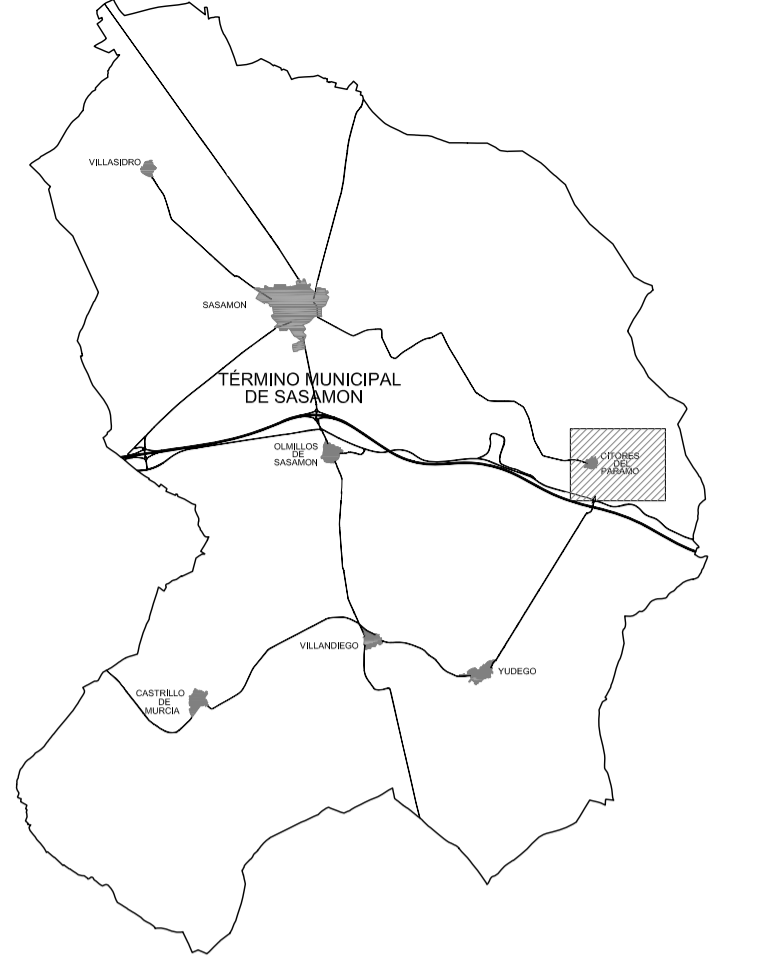 VILLASIDRO
SASAMON
TÉRMINO MUNICIPAL
DE SASAMON
OLMILLOS
DE
SASAMON
CITORES
DEL
PARAMO
VILLANDIEGO
YUDEGO
CASTRILLO
DE
MURCIA